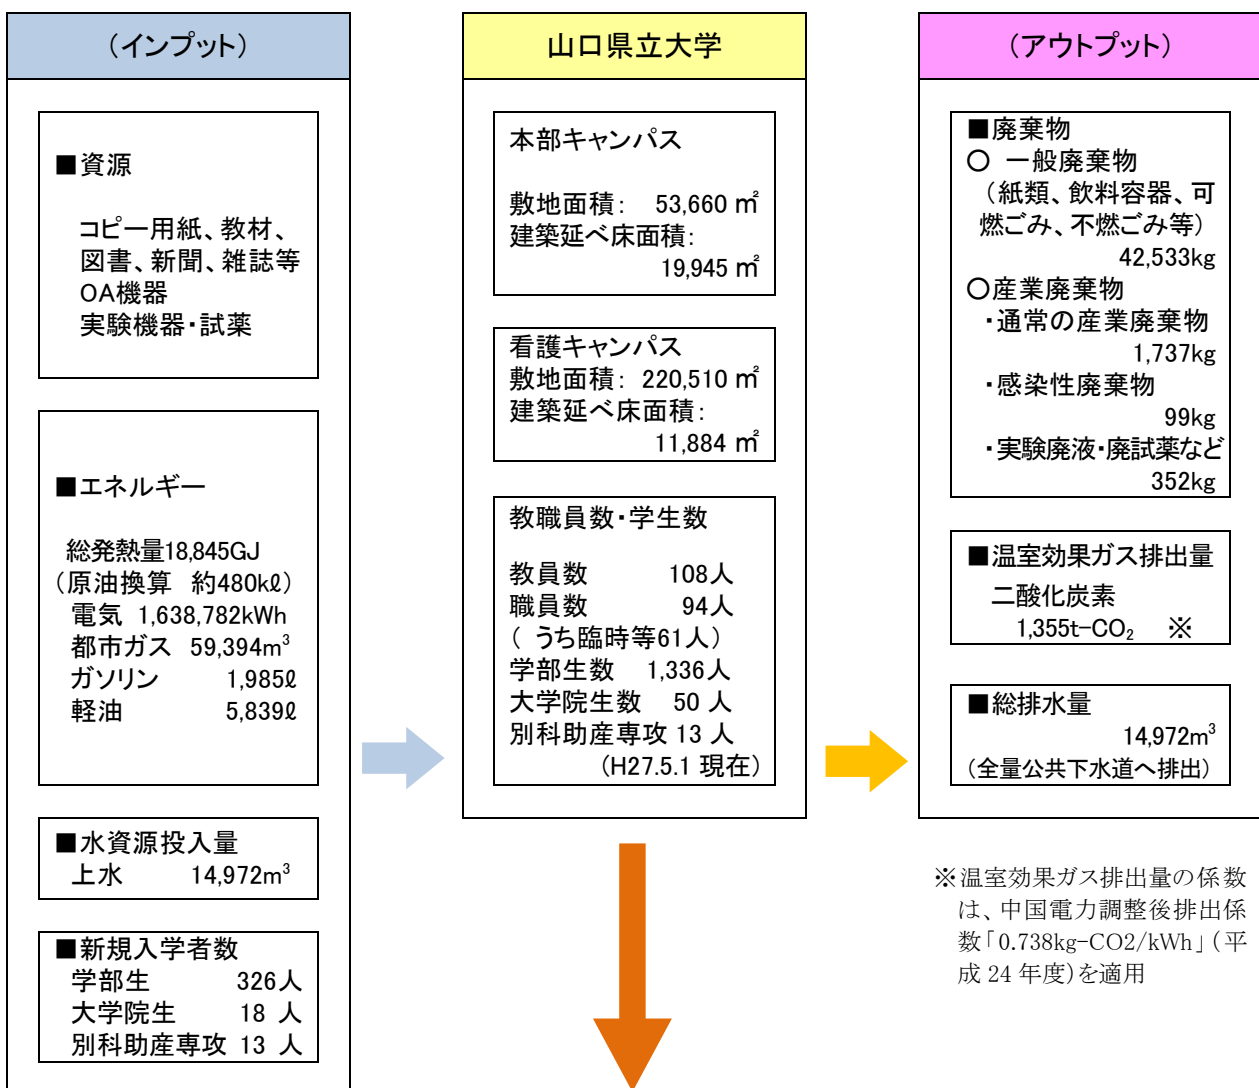 (インプット)
■資源
コピー用紙、教材、
図書、新聞、雑誌等
OA機器
実験機器・試薬
■エネルギー
総発熱量18,845GJ
(原油換算 約480kℓ)
電気 1,638,782kWh
都市ガス 59,394m³
ガソリン 1,985ℓ
軽油 5,839ℓ
■水資源投入量
上水 14,972m³
■新規入学者数
学部生 326人
大学院生 18 人
別科助産専攻 13 人
山口県立大学
本部キャンパス
敷地面積: 53,660 ㎡
建築延べ床面積:
19,945 ㎡
看護キャンパス
敷地面積: 220,510 ㎡
建築延べ床面積:
11,884 ㎡
教職員数・学生数
教員数 108人
職員数 94人
( うち臨時等61人)
学部生数 1,336人
大学院生数 50 人
別科助産専攻 13 人
(H27.5.1 現在)
(アウトプット)
■廃棄物
○ 一般廃棄物
(紙類、飲料容器、可
燃ごみ、不燃ごみ等)
42,533kg
○産業廃棄物
・通常の産業廃棄物
1,737kg
・感染性廃棄物
99kg
・実験廃液・廃試薬など
352kg
■温室効果ガス排出量
二酸化炭素
1,355t-CO₂ ※
■総排水量
14,972m³
(全量公共下水道へ排出)
※温室効果ガス排出量の係数
は、中国電力調整後排出係
数「0.738kg-CO2/kWh」(平
成 24 年度)を適用